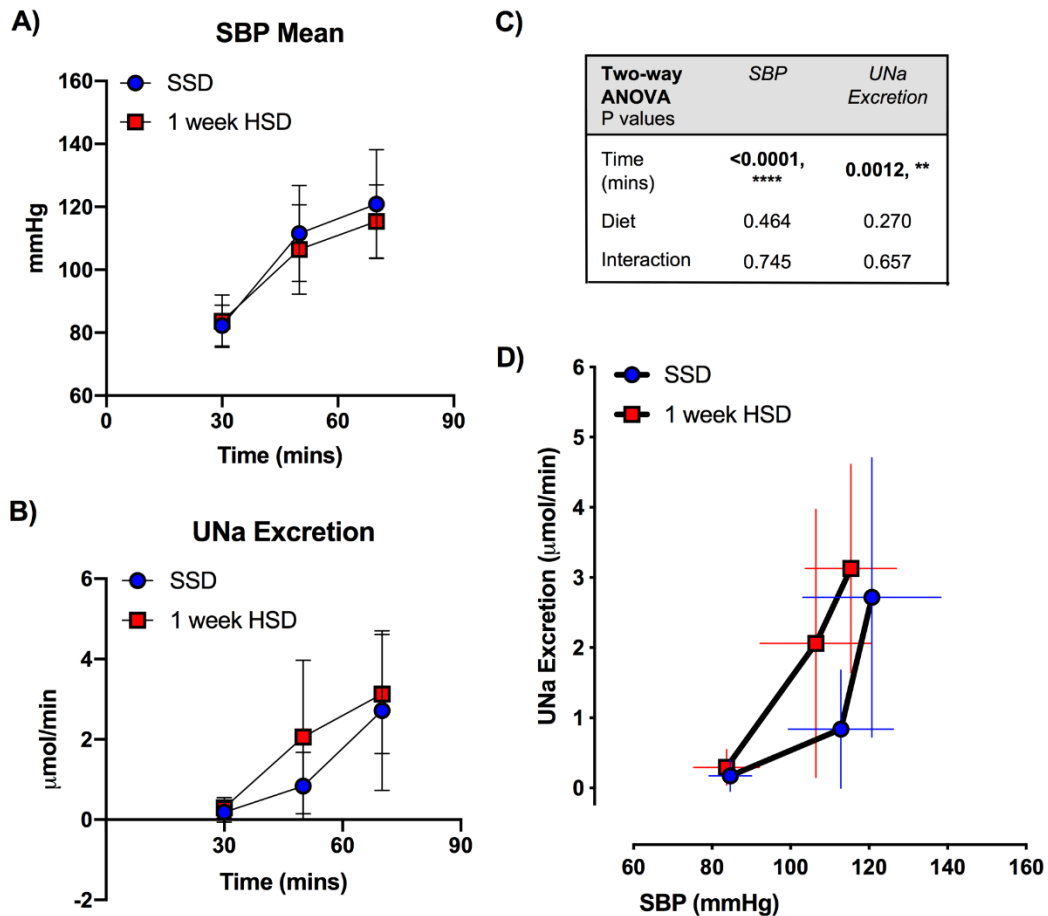 A)
SBP Mean
SSD
1 week HSD
160
140
120
100
80
60
mmHg
0
30
60
90
Time (mins)
B)
UNa Excretion
SSD
1 week HSD
6
4
2
0
-2
μmol/min
30
60
90
Time (mins)
C)
Two-way SBP UNa
ANOVA Excretion
P values
Time <0.0001, 0.0012, **
(mins) ****
Diet 0.464 0.270
Interaction 0.745 0.657
D)
SSD
1 week HSD
6
5
4
3
2
1
0
UNa Excretion (μmol/min)
60
80
100
120
140
160
SBP (mmHg)